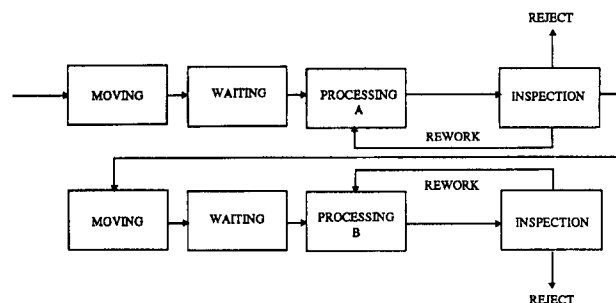 REJECT
MOVING
WAITING
PROCESSING
A
INSPECTION
REWORK
REWORK
MOVING
WAITING
PROCESSING
B
INSPECTION
REJECT